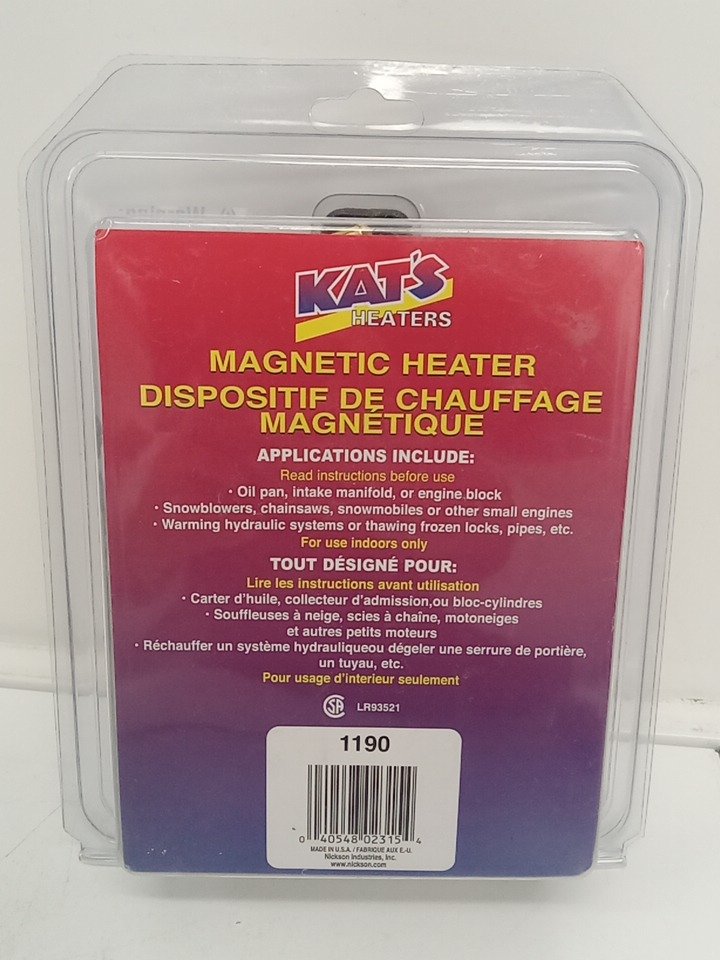 KAT'S
HEATERS
MAGNETIC HEATER
DISPOSITIF DE CHAUFFAGE
MAGNÉTIQUE
APPLICATIONS INCLUDE:
Read instructions before use
• Oil pan, intake manifold, or engine block
• Snowblowers, chainsaws, snowmobiles or other small engines
• Warming hydraulic systems or thawing frozen locks, pipes, etc.
For use indoors only
TOUT DÉSIGNÉ POUR:
Lire les instructions avant utilisation
• Carter d'huile, collecteur d'admission,ou bloc-cylindres
• Souffleuses à neige, scies à chaîne, motoneiges
et autres petits moteurs
• Réchauffer un système hydrauliqueou dégeler une serrure de portière,
un tuyau, etc.
Pour usage d'interieur seulement
SA LR93521
1190
0 40548 02315 4
MADE IN U.S.A. / FABRIQUE AUX E.-U.
Nickson Industries, Inc.
www.nickson.com